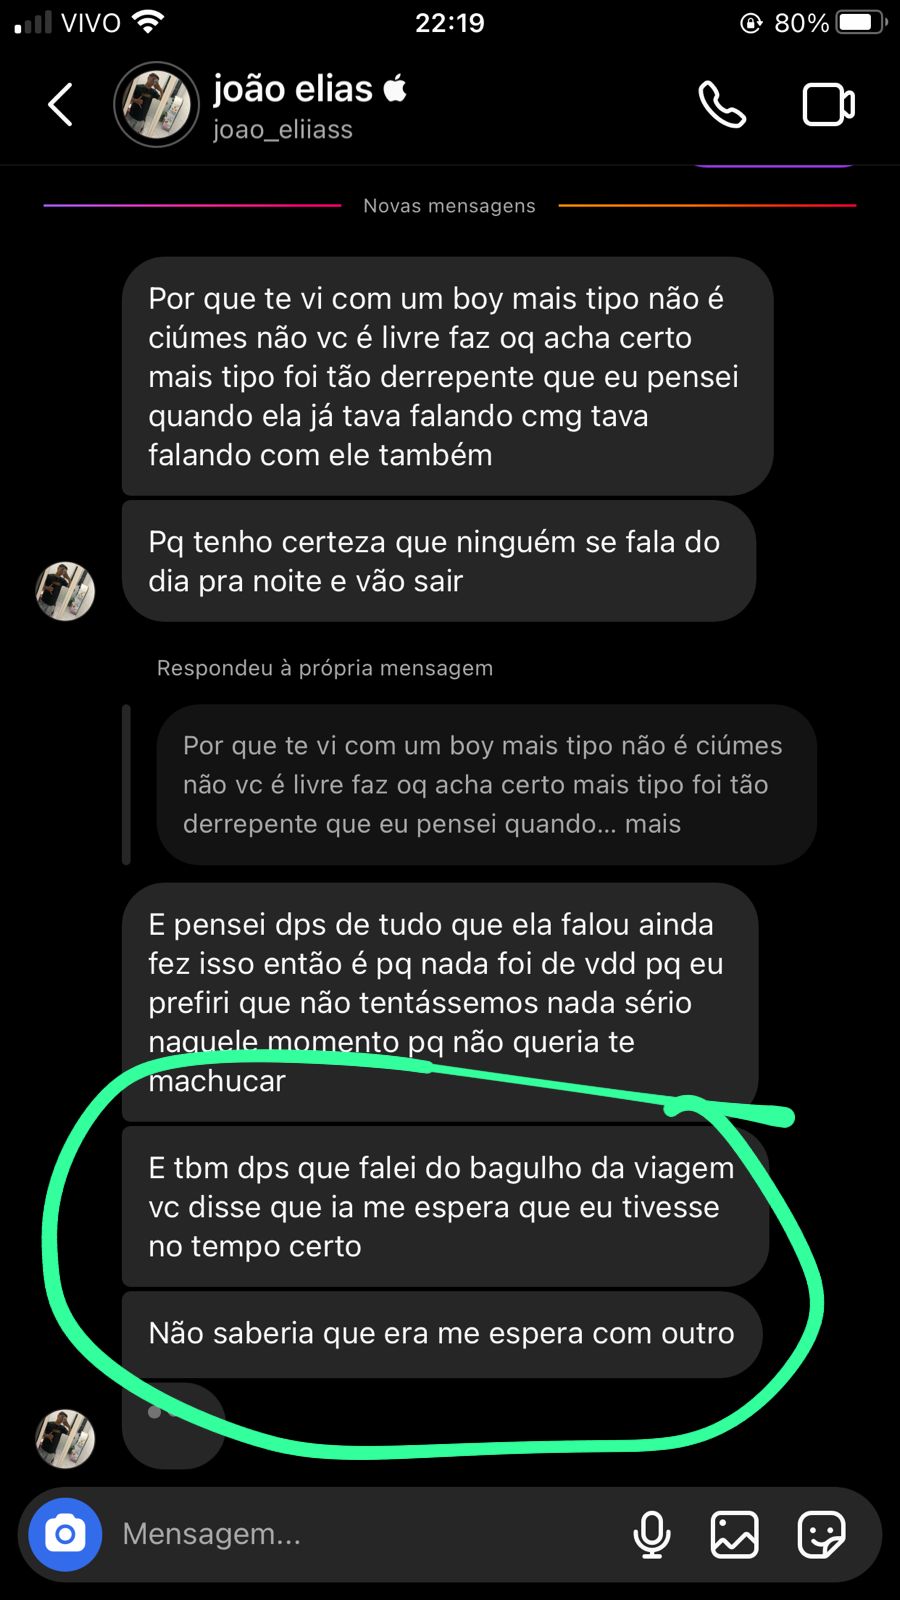 VIVO 22:19 80%
joão elias
joao_eliiass
Novas mensagens
Por que te vi com um boy mais tipo não é
ciúmes não vc é livre faz oq acha certo
mais tipo foi tão derrepente que eu pensei
quando ela já tava falando cmg tava
falando com ele também
Pq tenho certeza que ninguém se fala do
dia pra noite e vão sair
Respondeu à própria mensagem
Por que te vi com um boy mais tipo não é ciúmes
não vc é livre faz oq acha certo mais tipo foi tão
derrepente que eu pensei quando... mais
E pensei dps de tudo que ela falou ainda
fez isso então é pq nada foi de vdd pq eu
prefiri que não tentássemos nada sério
naquele momento pq não queria te
machucar
E tbm dps que falei do bagulho da viagem
vc disse que ia me espera que eu tivesse
no tempo certo
Não saberia que era me espera com outro
Mensagem...